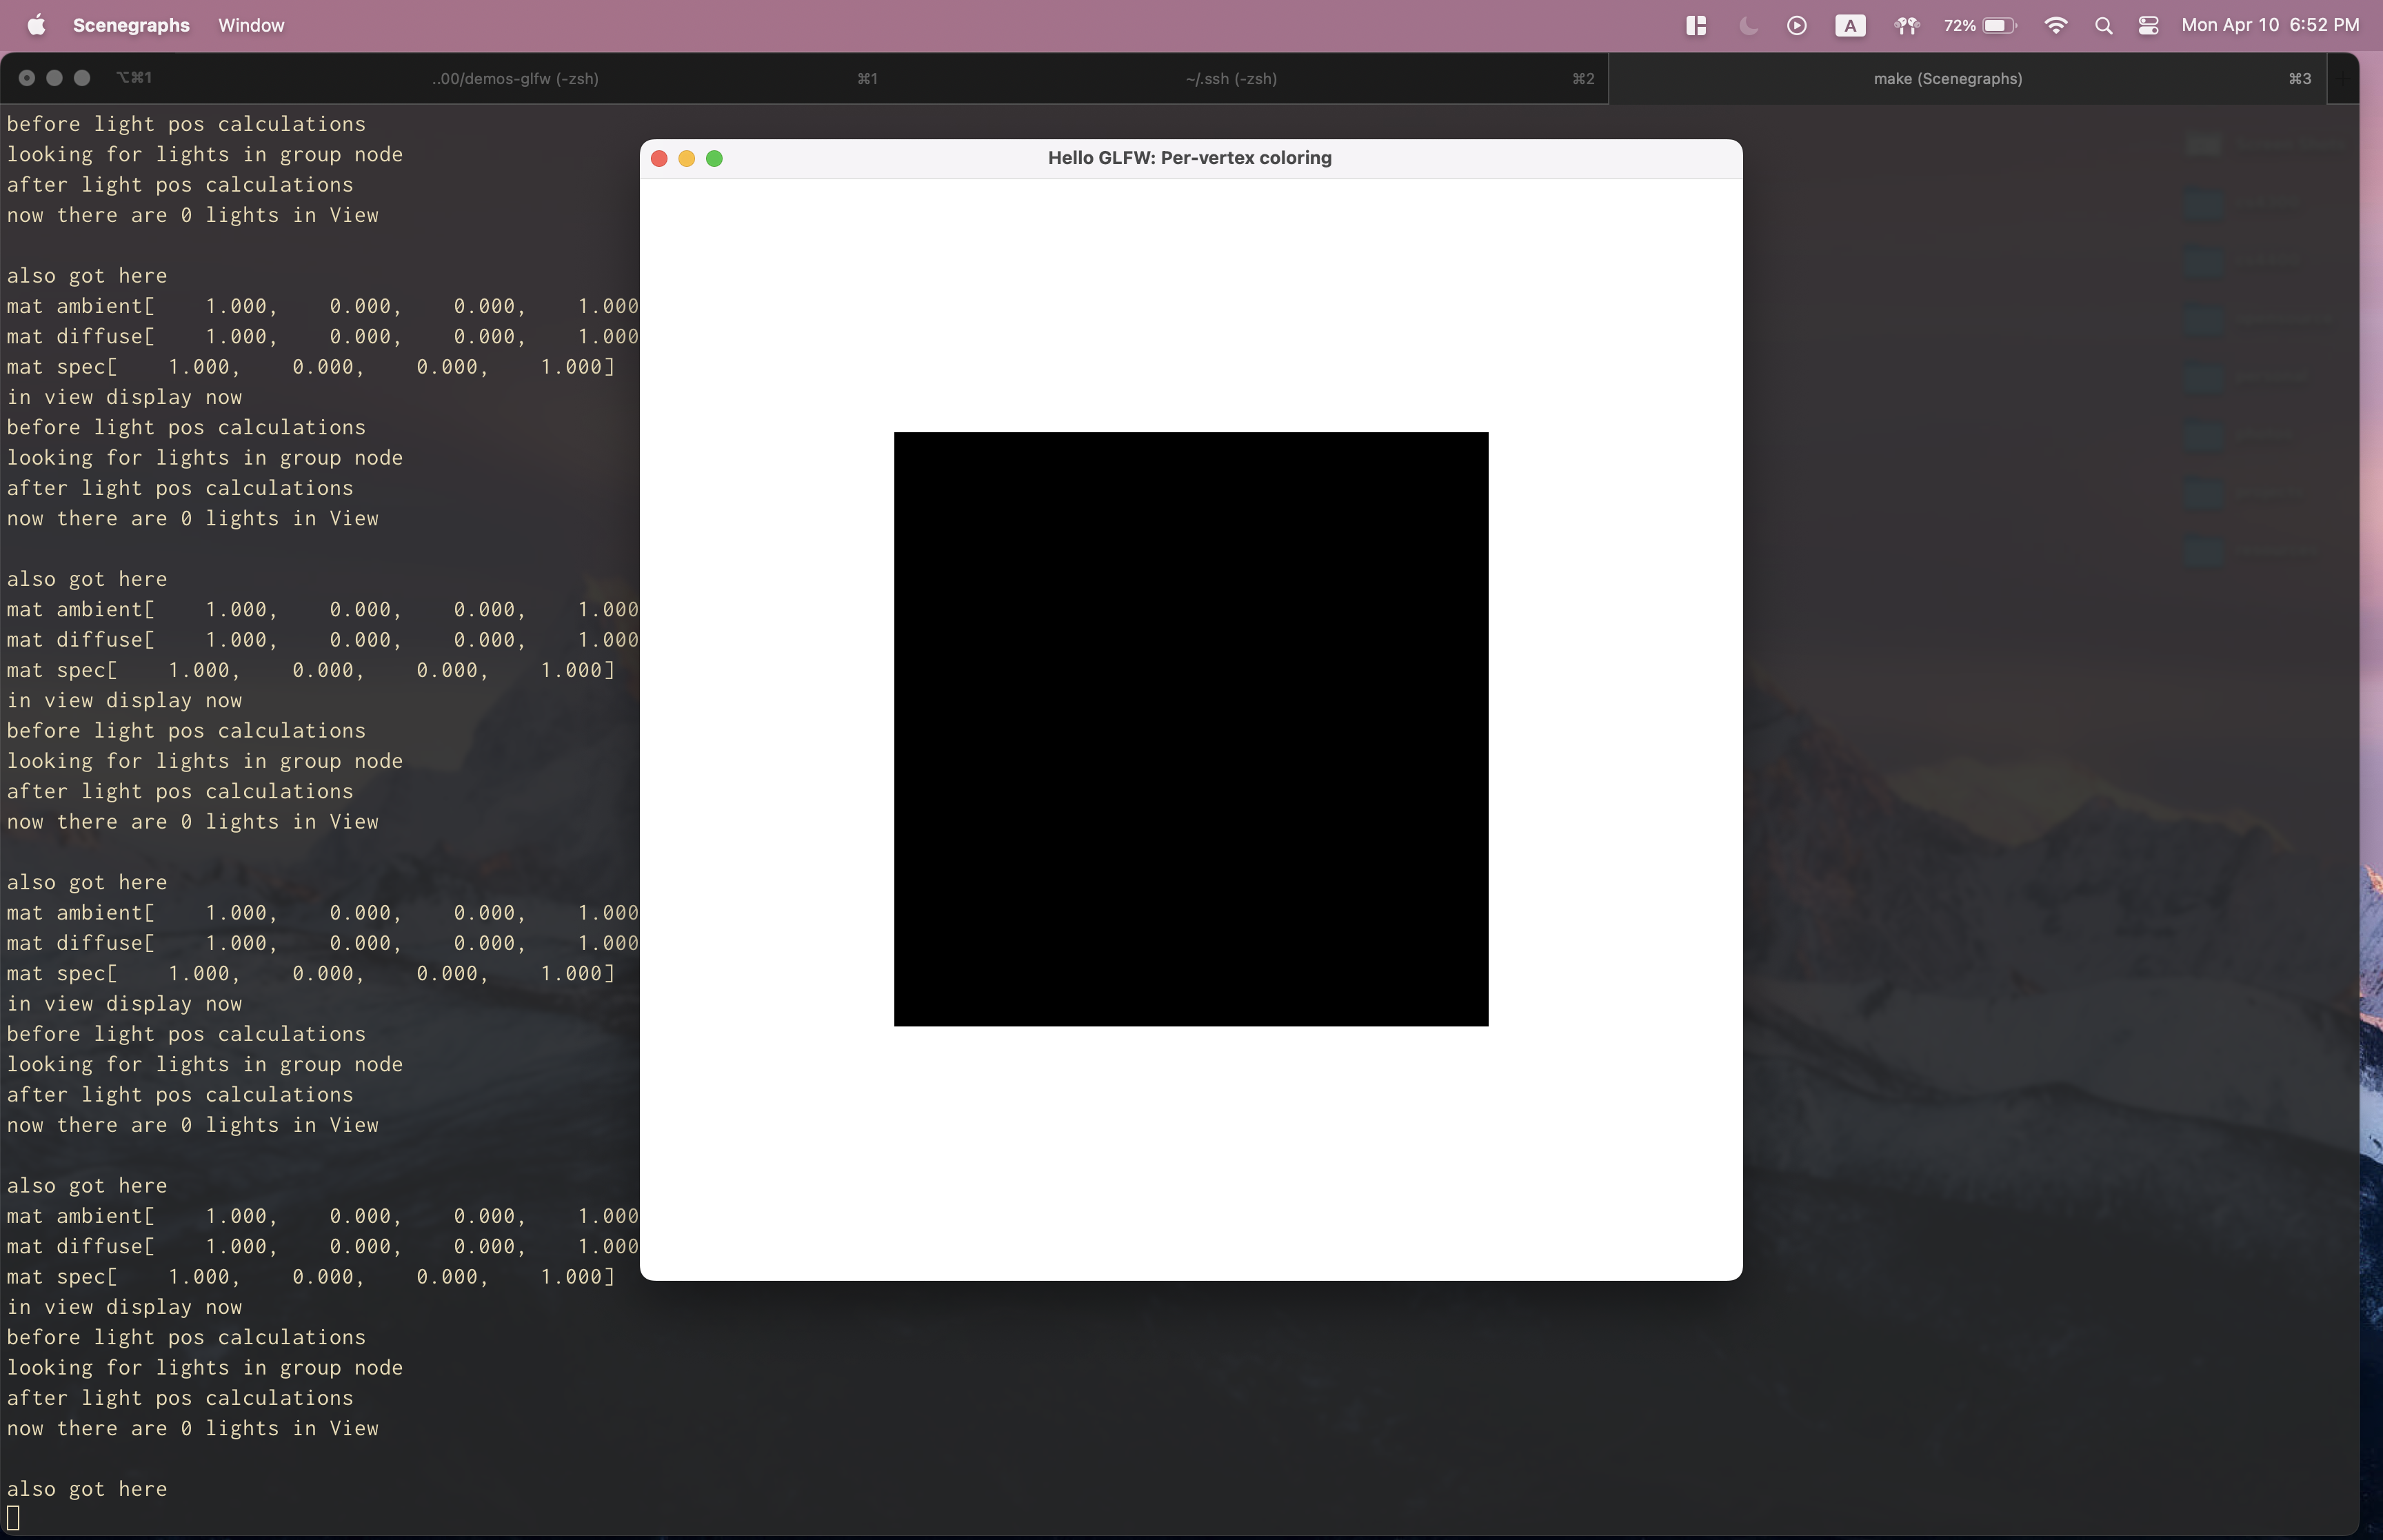 Scenegraphs Window 72% Mon Apr 10 6:52 PM
⌥⌘1 ..00/demos-glfw (-zsh) ⌘1 ~/.ssh (-zsh) ⌘2 make (Scenegraphs) ⌘3
before light pos calculations
looking for lights in group node
after light pos calculations
now there are 0 lights in View
also got here
mat ambient[ 1.000, 0.000, 0.000, 1.000
mat diffuse[ 1.000, 0.000, 0.000, 1.000
mat spec[ 1.000, 0.000, 0.000, 1.000]
in view display now
before light pos calculations
looking for lights in group node
after light pos calculations
now there are 0 lights in View
also got here
mat ambient[ 1.000, 0.000, 0.000, 1.000
mat diffuse[ 1.000, 0.000, 0.000, 1.000
mat spec[ 1.000, 0.000, 0.000, 1.000]
in view display now
before light pos calculations
looking for lights in group node
after light pos calculations
now there are 0 lights in View
also got here
mat ambient[ 1.000, 0.000, 0.000, 1.000
mat diffuse[ 1.000, 0.000, 0.000, 1.000
mat spec[ 1.000, 0.000, 0.000, 1.000]
in view display now
before light pos calculations
looking for lights in group node
after light pos calculations
now there are 0 lights in View
also got here
mat ambient[ 1.000, 0.000, 0.000, 1.000
mat diffuse[ 1.000, 0.000, 0.000, 1.000
mat spec[ 1.000, 0.000, 0.000, 1.000]
in view display now
before light pos calculations
looking for lights in group node
after light pos calculations
now there are 0 lights in View
also got here
Hello GLFW: Per-vertex coloring